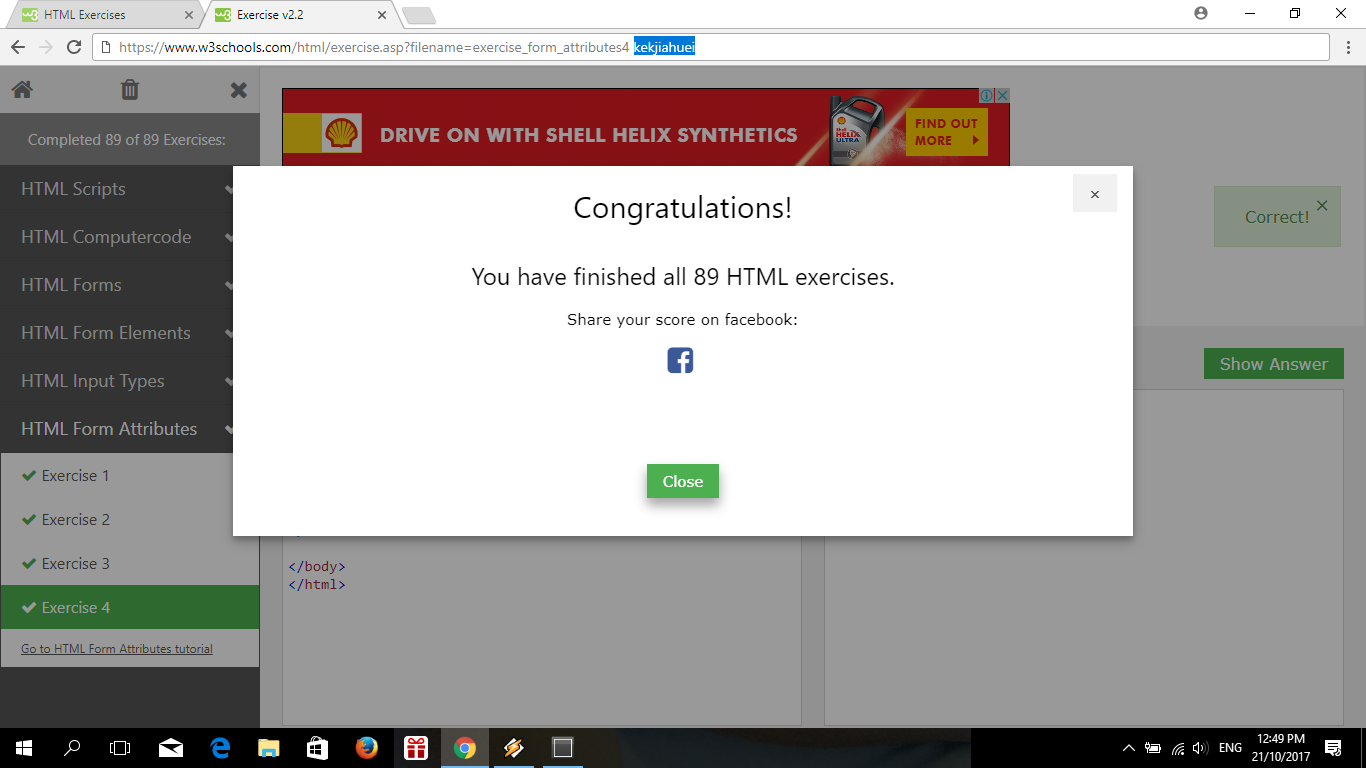 HTML Exercises
Exercise v2.2
https://www.w3schools.com/html/exercise.asp?filename=exercise_form_attributes4 kekjiahuei
Completed 89 of 89 Exercises:
HTML Scripts
HTML Computercode
HTML Forms
HTML Form Elements
HTML Input Types
HTML Form Attributes
Exercise 1
Exercise 2
Exercise 3
Exercise 4
Go to HTML Form Attributes tutorial
DRIVE ON WITH SHELL HELIX SYNTHETICS
SHELL
HELIX
ULTRA
FIND OUT
MORE
Correct!
×
Congratulations!
You have finished all 89 HTML exercises.
Share your score on facebook:
Close
Show Answer
</body>
</html>
ENG
12:49 PM
21/10/2017